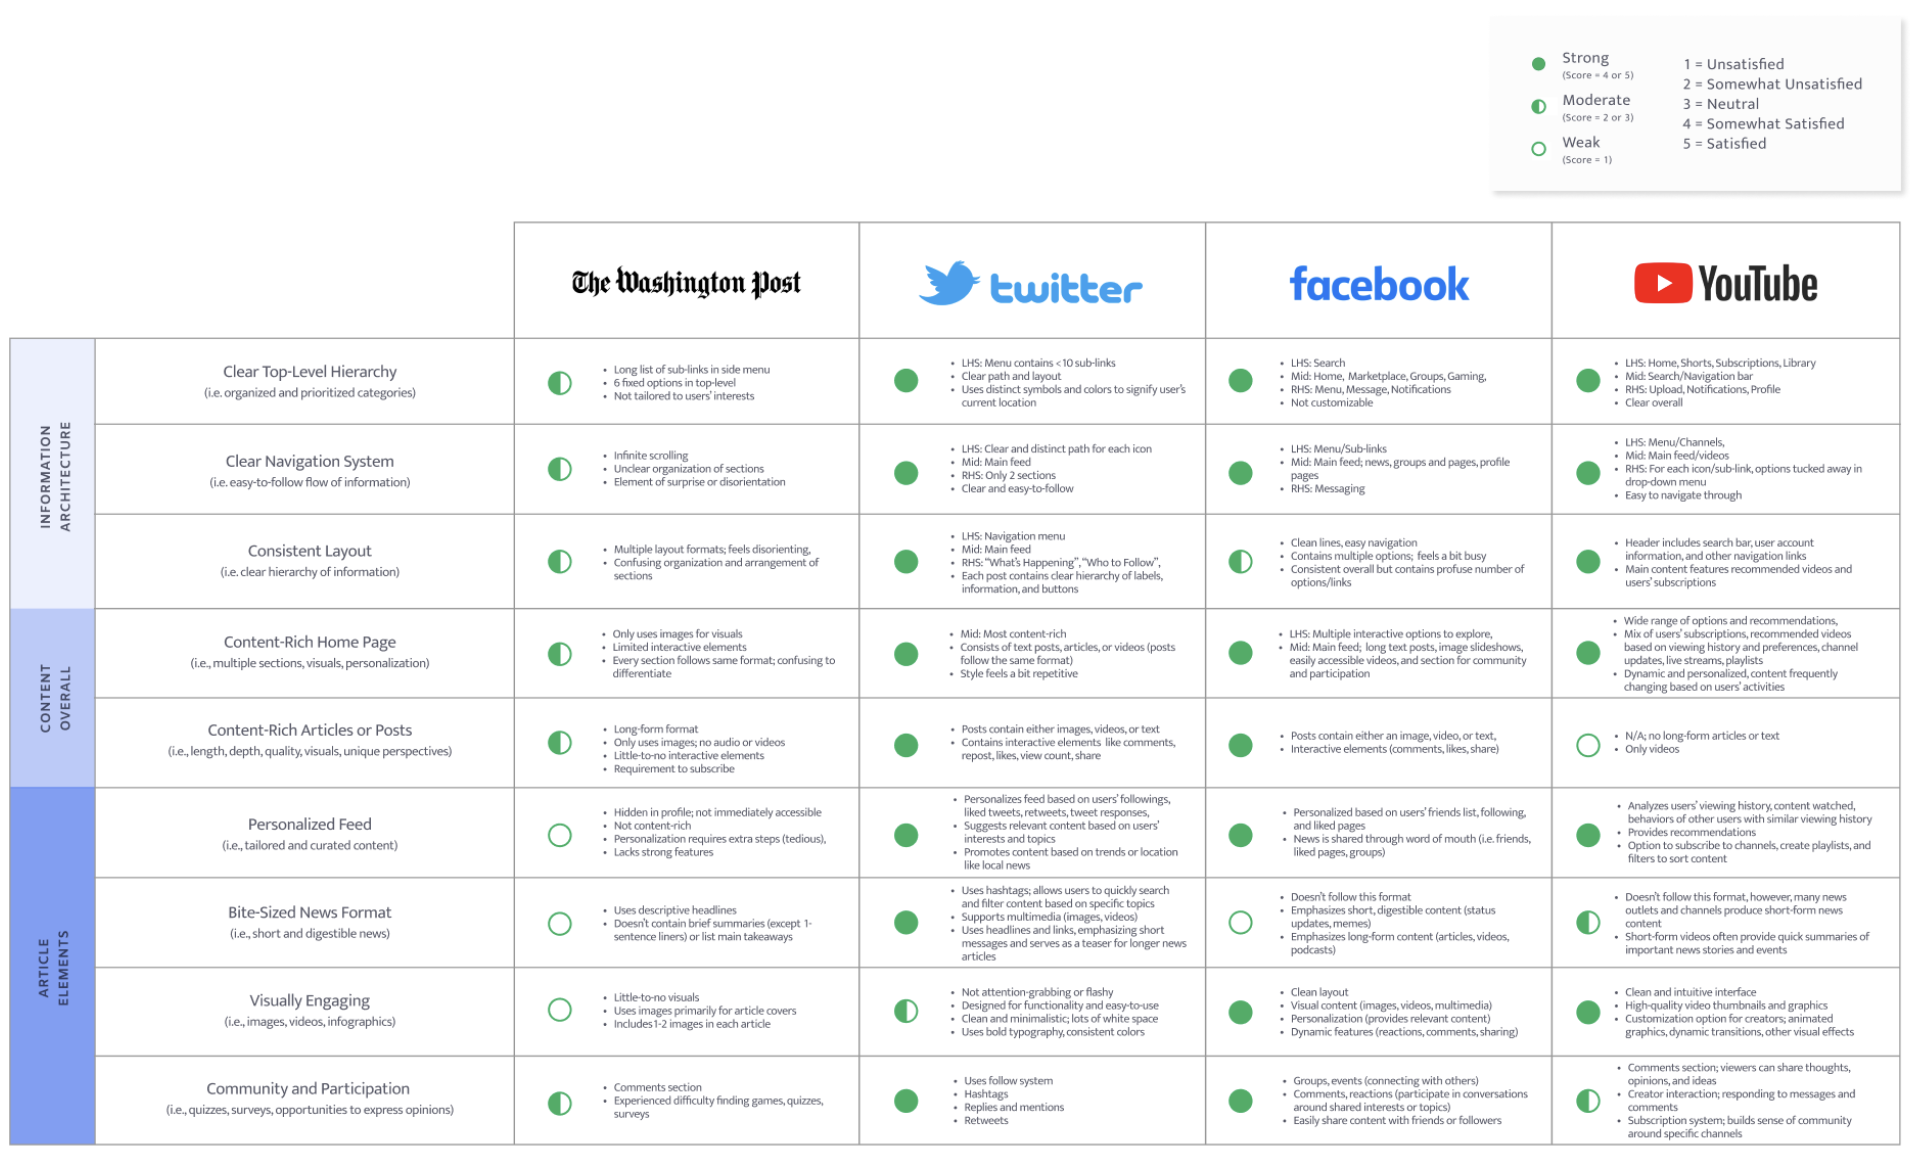 Strong
(Score = 4 or 5)
Moderate
(Score = 2 or 3)
Weak
(Score = 1)
1 = Unsatisfied
2 = Somewhat Unsatisfied
3 = Neutral
4 = Somewhat Satisfied
5 = Satisfied
The Washington Post
twitter
facebook
YouTube
INFORMATION
ARCHITECTURE
Clear Top-Level Hierarchy
(i.e. organized and prioritized categories)
• Long list of sub-links in side menu
• 6 fixed options in top-level
• Not tailored to users' interests
• LHS: Menu contains <10 sub-links
• Clear path and layout
• Uses distinct symbols and colors to signify user's
current location
• LHS: Search
• Mid: Home, Marketplace, Groups, Gaming,
• RHS: Menu, Message, Notifications
• Not customizable
• LHS: Home, Shorts, Subscriptions, Library
• Mid: Search/Navigation bar
• RHS: Upload, Notifications, Profile
• Clear overall
Clear Navigation System
(i.e. easy-to-follow flow of information)
• Infinite scrolling
• Unclear organization of sections
• Element of surprise or disorientation
• LHS: Clear and distinct path for each icon
• Mid: Main feed
• RHS: Only 2 sections
• Clear and easy-to-follow
• LHS: Menu/Sub-links
• Mid: Main feed; news, groups and pages, profile
pages
• RHS: Messaging
• LHS: Menu/Channels,
• Mid: Main feed/videos
• RHS: For each icon/sub-link, options tucked away in
drop-down menu
• Easy to navigate through
Consistent Layout
(i.e. clear hierarchy of information)
• Multiple layout formats; feels disorienting,
• Confusing organization and arrangement of
sections
• LHS: Navigation menu
• Mid: Main feed
• RHS: "What's Happening", "Who to Follow",
• Each post contains clear hierarchy of labels,
information, and buttons
• Clean lines, easy navigation
• Contains multiple options; feels a bit busy
• Consistent overall but contains profuse number of
options/links
• Header includes search bar, user account
information, and other navigation links
• Main content features recommended videos and
users' subscriptions
CONTENT
OVERALL
Content-Rich Home Page
(i.e., multiple sections, visuals, personalization)
• Only uses images for visuals
• Limited interactive elements
• Every section follows same format; confusing to
differentiate
• Mid: Most content-rich
• Consists of text posts, articles, or videos (posts
follow the same format)
• Style feels a bit repetitive
• LHS: Multiple interactive options to explore,
• Mid: Main feed; long text posts, image slideshows,
easily accessible videos, and section for community
and participation
• Wide range of options and recommendations,
• Mix of users' subscriptions, recommended videos
based on viewing history and preferences, channel
updates, live streams, playlists
• Dynamic and personalized, content frequently
changing based on users' activities
Content-Rich Articles or Posts
(i.e., length, depth, quality, visuals, unique perspectives)
• Long-form format
• Only uses images; no audio or videos
• Little-to-no interactive elements
• Requirement to subscribe
• Posts contain either images, videos, or text
• Contains interactive elements like comments,
repost, likes, view count, share
• Posts contain either an image, video, or text,
• Interactive elements (comments, likes, share)
• N/A; no long-form articles or text
• Only videos
ARTICLE
ELEMENTS
Personalized Feed
(i.e., tailored and curated content)
• Hidden in profile; not immediately accessible
• Not content-rich
• Personalization requires extra steps (tedious),
• Lacks strong features
• Personalizes feed based on users' followings,
liked tweets, retweets, tweet responses,
• Suggests relevant content based on users'
interests and topics
• Promotes content based on trends or location
like local news
• Personalized based on users' friends list, following,
and liked pages
• News is shared through word of mouth (i.e. friends,
liked pages, groups)
• Analyzes users' viewing history, content watched,
behaviors of other users with similar viewing history
• Provides recommendations
• Option to subscribe to channels, create playlists, and
filters to sort content
Bite-Sized News Format
(i.e., short and digestible news)
• Uses descriptive headlines
• Doesn't contain brief summaries (except 1-
sentence liners) or list main takeaways
• Uses hashtags; allows users to quickly search
and filter content based on specific topics
• Supports multimedia (images, videos)
• Uses headlines and links, emphasizing short
messages and serves as a teaser for longer news
articles
• Doesn't follow this format
• Emphasizes short, digestible content (status
updates, memes)
• Emphasizes long-form content (articles, videos,
podcasts)
• Doesn't follow this format, however, many news
outlets and channels produce short-form news
content
• Short-form videos often provide quick summaries of
important news stories and events
Visually Engaging
(i.e., images, videos, infographics)
• Little-to-no visuals
• Uses images primarily for article covers
• Includes 1-2 images in each article
• Not attention-grabbing or flashy
• Designed for functionality and easy-to-use
• Clean and minimalistic; lots of white space
• Uses bold typography, consistent colors
• Clean layout
• Visual content (images, videos, multimedia)
• Personalization (provides relevant content)
• Dynamic features (reactions, comments, sharing)
• Clean and intuitive interface
• High-quality video thumbnails and graphics
• Customization option for creators; animated
graphics, dynamic transitions, other visual effects
Community and Participation
(i.e., quizzes, surveys, opportunities to express opinions)
• Comments section
• Experienced difficulty finding games, quizzes,
surveys
• Uses follow system
• Hashtags
• Replies and mentions
• Retweets
• Groups, events (connecting with others)
• Comments, reactions (participate in conversations
around shared interests or topics)
• Easily share content with friends or followers
• Comments section; viewers can share thoughts,
opinions, and ideas
• Creator interaction; responding to messages and
comments
• Subscription system; builds sense of community
around specific channels